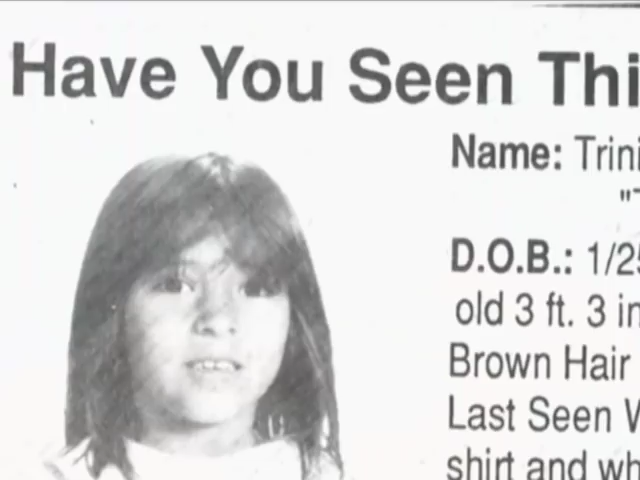 Have You Seen Thi
Name: Trini
"T
D.O.B.: 1/25
old 3 ft. 3 in
Brown Hair
Last Seen W
shirt and wh